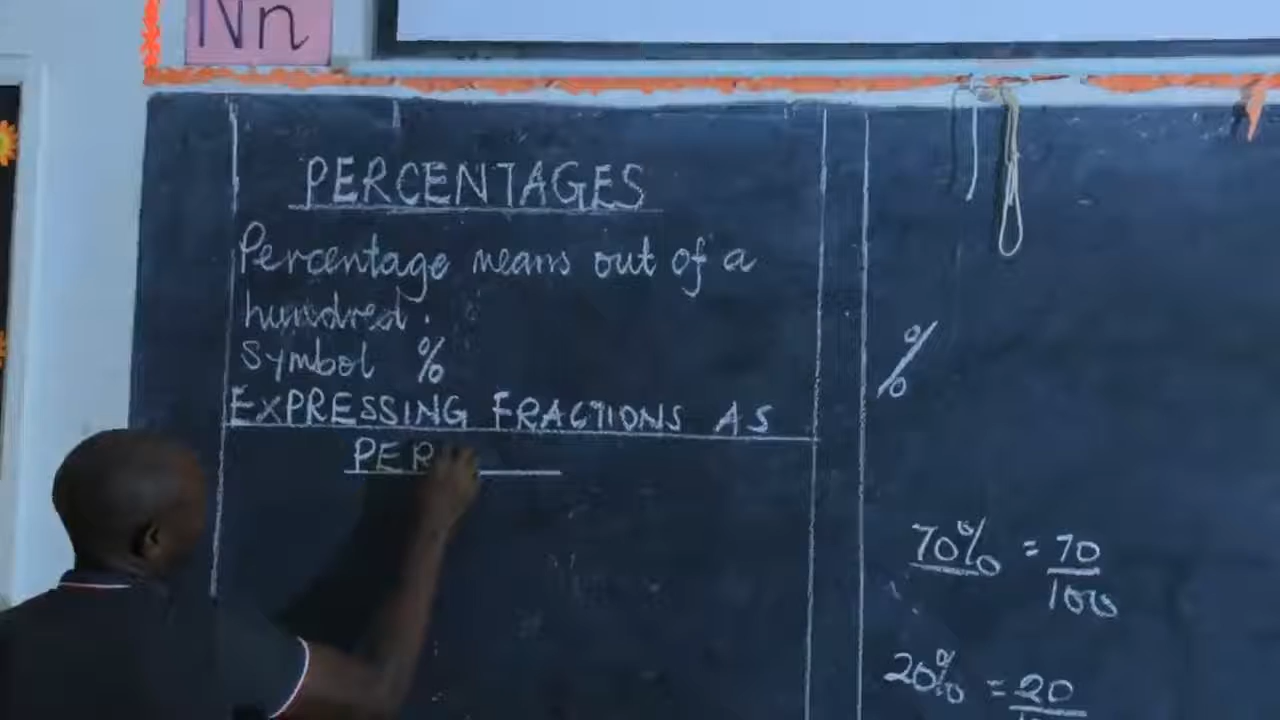 Nn
PERCENTAGES
Percentage means out of a
hundred.
Symbol %
EXPRESSING FRACTIONS AS
PER
%
70% = 70
100
20% = 20